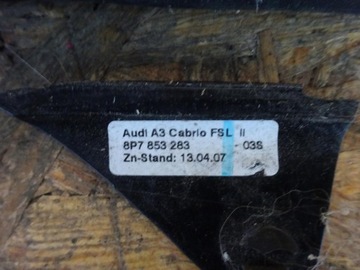 Audi A3 Cabrio FSL II
8P7 853 283 - 03S
Zn-Stand: 13.04.07